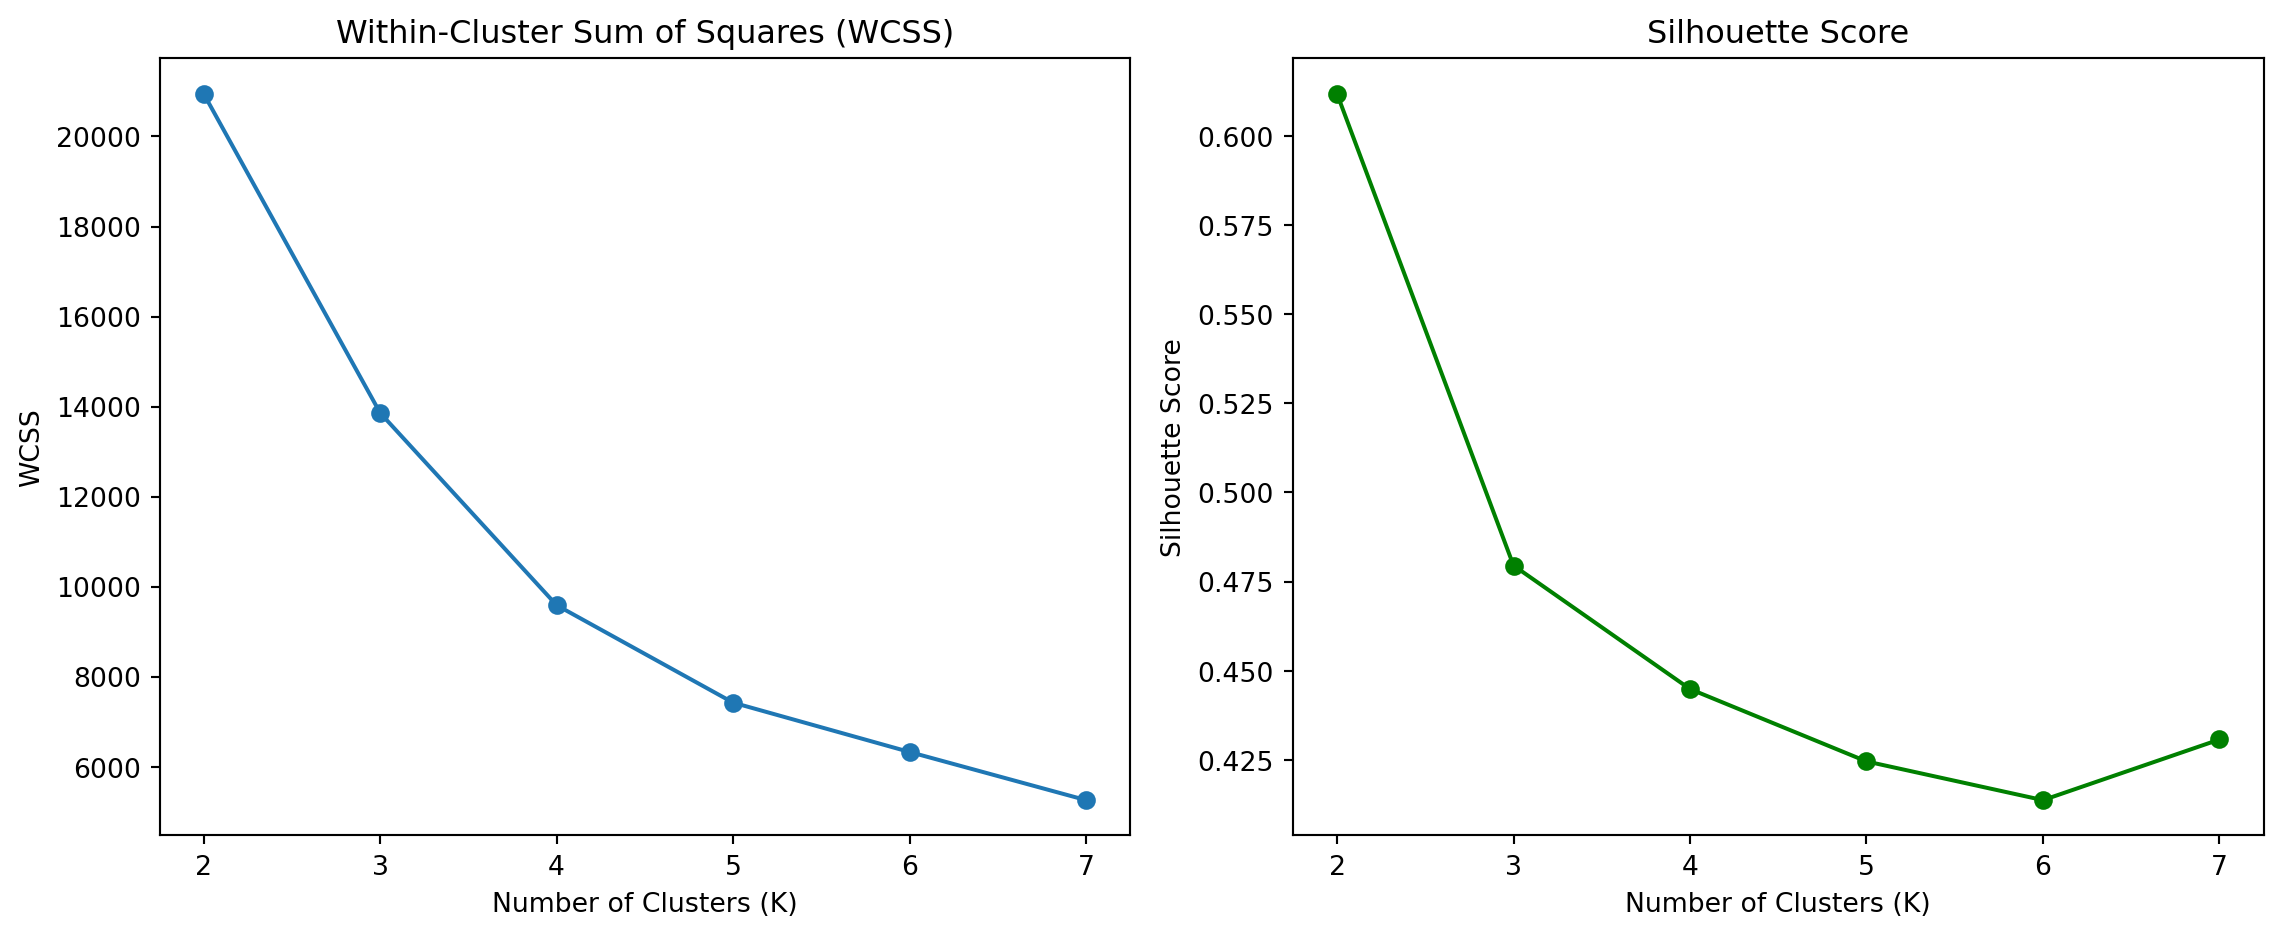 Within-Cluster Sum of Squares (WCSS)
WCSS
20000
18000
16000
14000
12000
10000
8000
6000
2 3 4 5 6 7
Number of Clusters (K)
Silhouette Score
Silhouette Score
0.600
0.575
0.550
0.525
0.500
0.475
0.450
0.425
2 3 4 5 6 7
Number of Clusters (K)